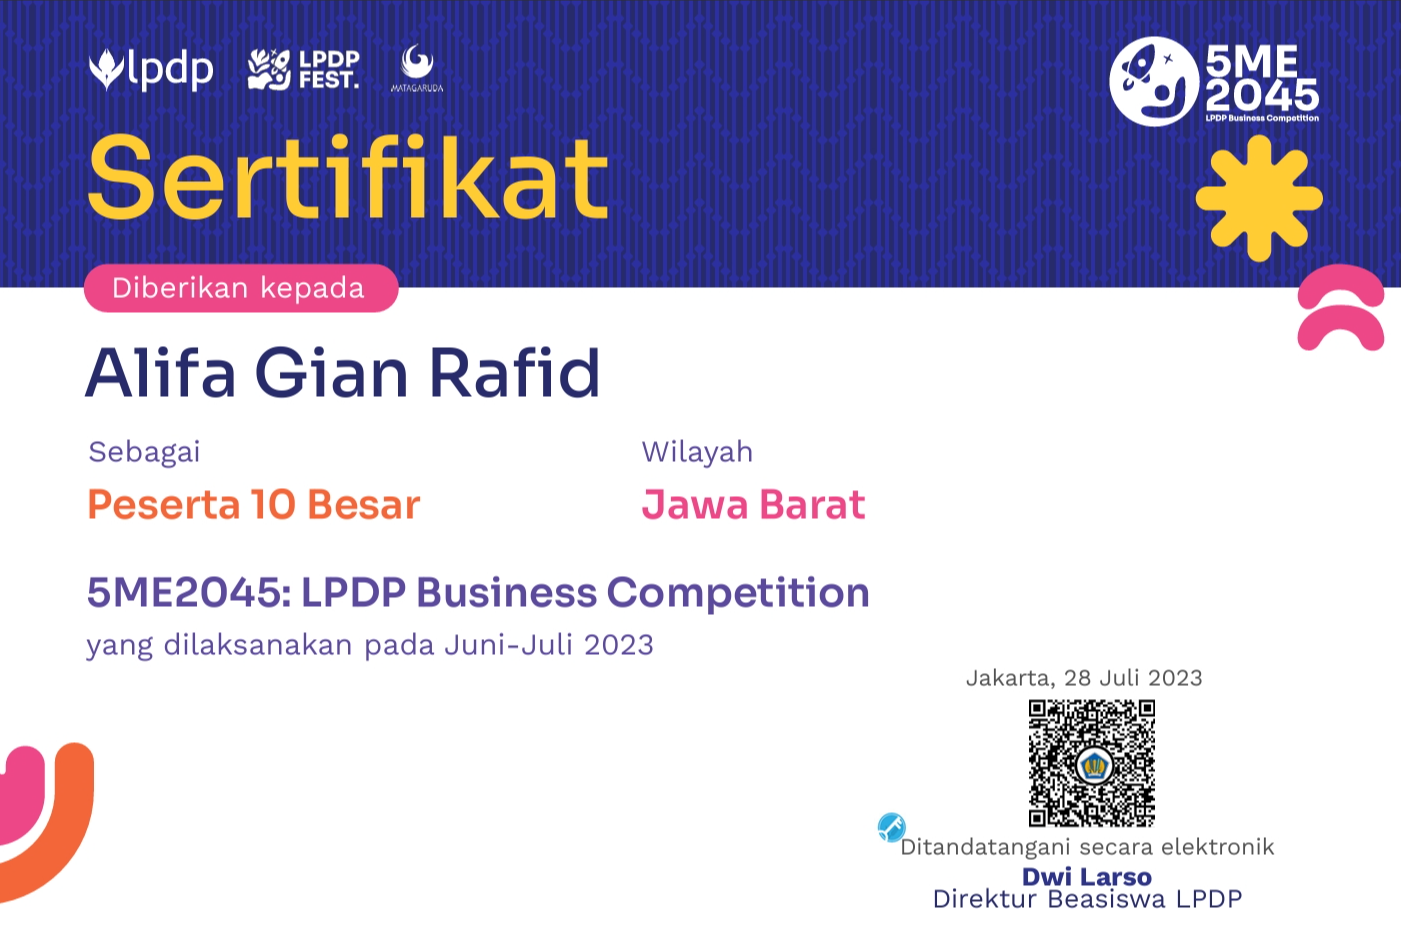 lpdp
LPDP
FEST.
MATAGARUDA
5ME
2045
LPDP Business Competition
Sertifikat
Diberikan kepada
Alifa Gian Rafid
Sebagai
Wilayah
Peserta 10 Besar
Jawa Barat
5ME2045: LPDP Business Competition
yang dilaksanakan pada Juni-Juli 2023
Jakarta, 28 Juli 2023
Ditandatangani secara elektronik
Dwi Larso
Direktur Beasiswa LPDP